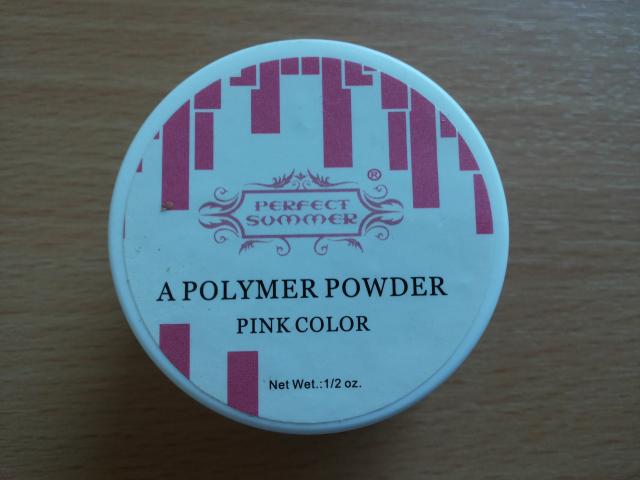 PERFECT ®
SUMMER
A POLYMER POWDER
PINK COLOR
Net Wet.:1/2 oz.